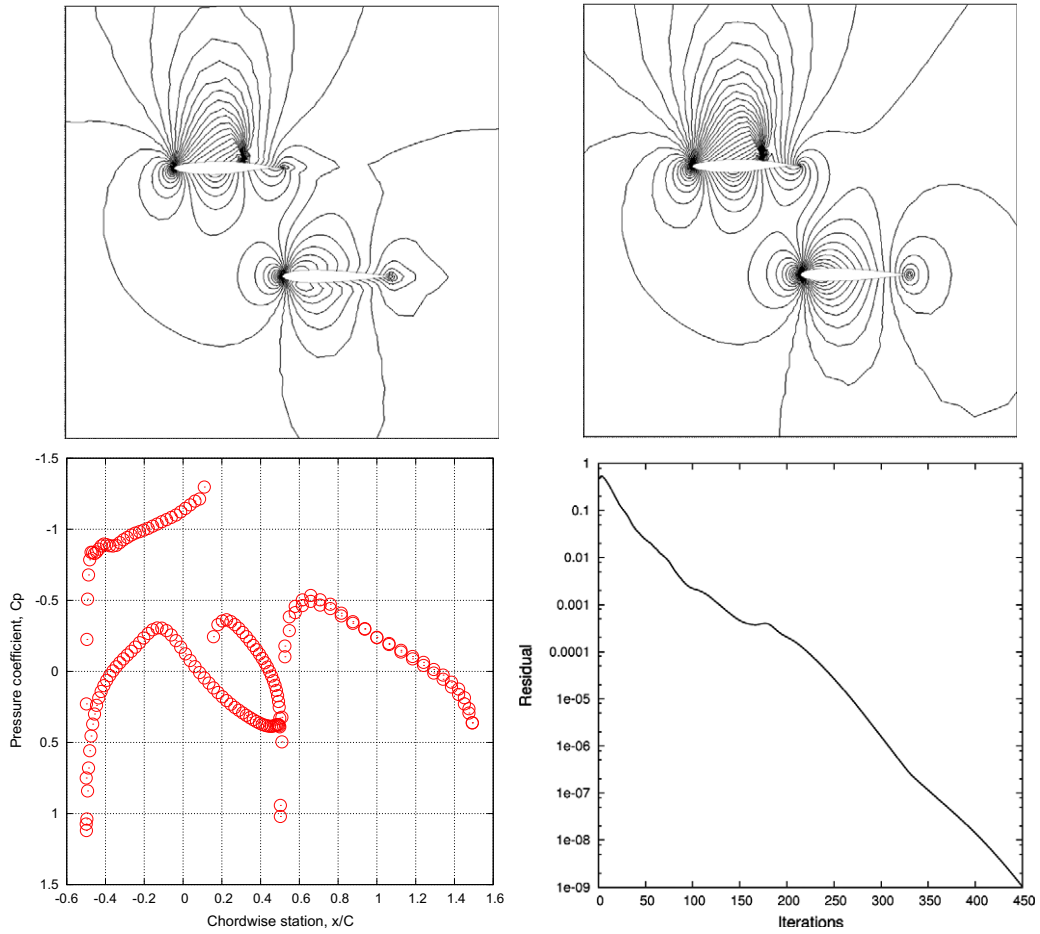 -1.5
-1
-0.5
0
0.5
1
1.5
-0.6 -0.4 -0.2 0 0.2 0.4 0.6 0.8 1 1.2 1.4 1.6
Pressure coefficient, Cp
Chordwise station, x/C
1
0.1
0.01
0.001
0.0001
1e-05
1e-06
1e-07
1e-08
1e-09
0 50 100 150 200 250 300 350 400 450
Residual
Iterations